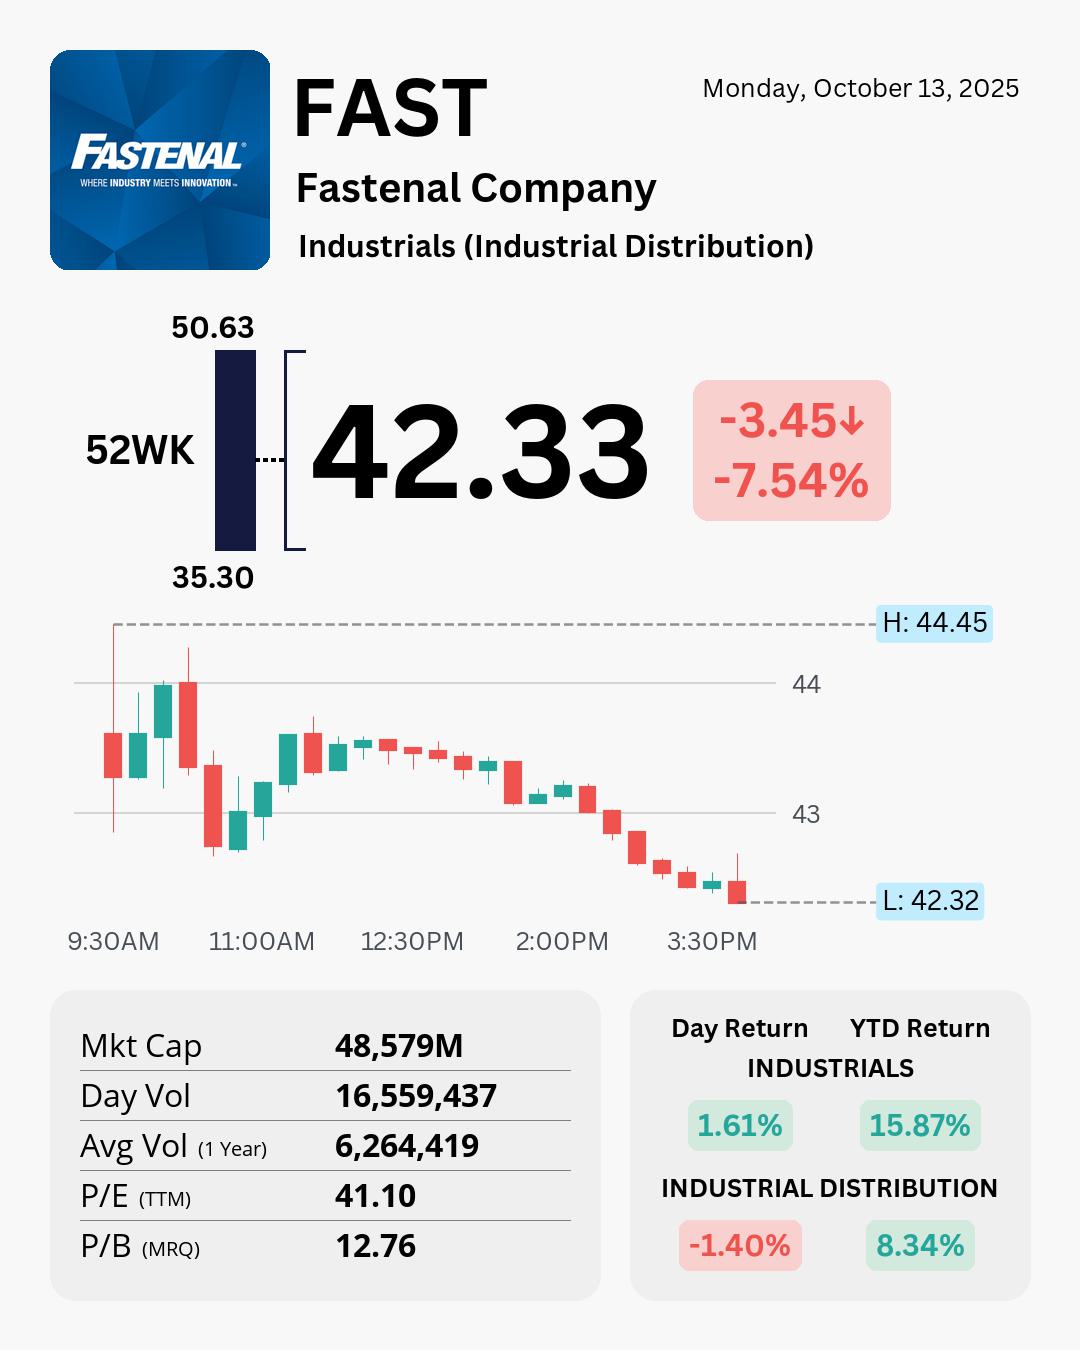 FASTENAL®
WHERE INDUSTRY MEETS INNOVATION™
FAST
Monday, October 13, 2025
Fastenal Company
Industrials (Industrial Distribution)
50.63
52WK
42.33
-3.45↓
-7.54%
35.30
H: 44.45
44
43
L: 42.32
9:30AM 11:00AM 12:30PM 2:00PM 3:30PM
Mkt Cap 48,579M
Day Vol 16,559,437
Avg Vol (1 Year) 6,264,419
P/E (TTM) 41.10
P/B (MRQ) 12.76
Day Return YTD Return
INDUSTRIALS
1.61% 15.87%
INDUSTRIAL DISTRIBUTION
-1.40% 8.34%